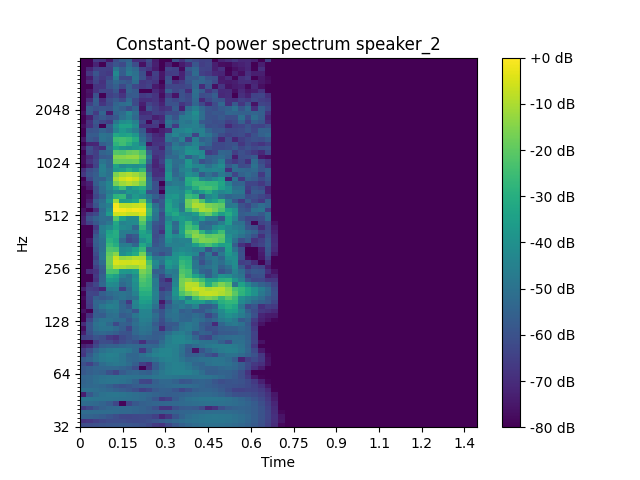 Constant-Q power spectrum speaker_2
Hz
2048
1024
512
256
128
64
32
0 0.15 0.3 0.45 0.6 0.75 0.9 1.1 1.2 1.4
Time
+0 dB
-10 dB
-20 dB
-30 dB
-40 dB
-50 dB
-60 dB
-70 dB
-80 dB